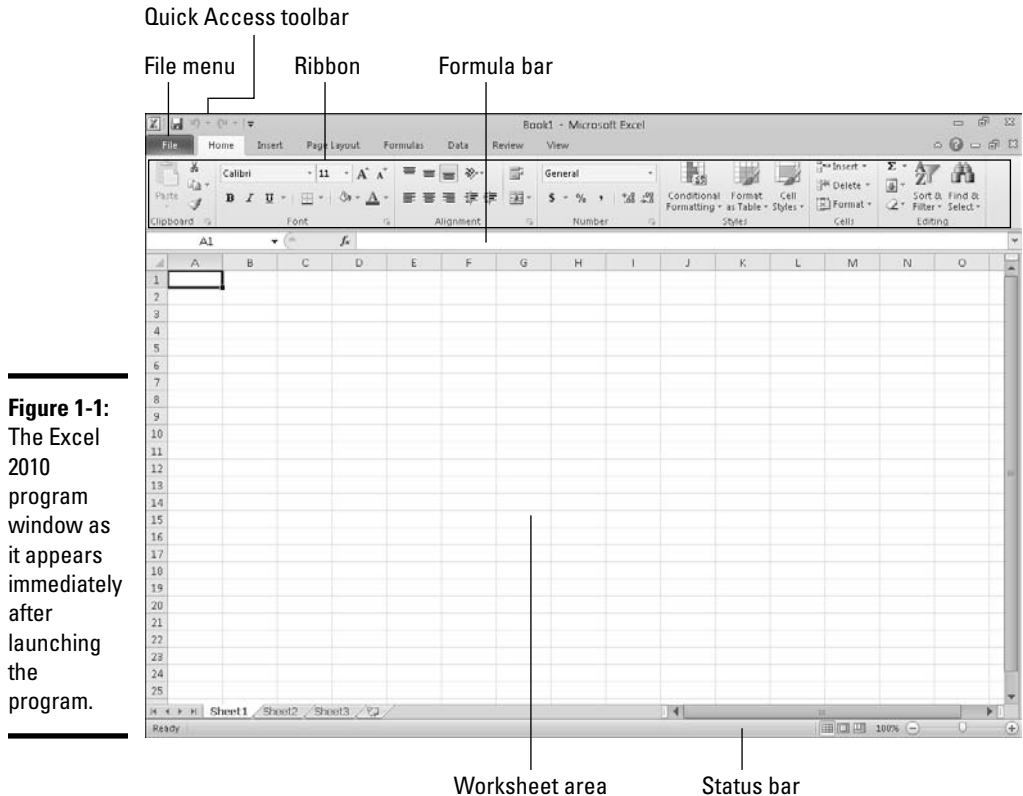 Quick Access toolbar
File menu Ribbon Formula bar
Book1 - Microsoft Excel
File Home Insert Page Layout Formulas Data Review View
Calibri 11 A A General Insert Σ
Paste B I U A $ % , Conditional Formatting Format as Table Cell Styles Delete Format Sort & Filter Find & Select
Clipboard Font Alignment Number Styles Cells Editing
A1 fx
A B C D E F G H I J K L M N O
1
2
3
4
5
6
7
8
9
10
11
12
13
14
15
16
17
18
19
20
21
22
23
24
25
Sheet1 Sheet2 Sheet3
Ready 100%
Figure 1-1:
The Excel
2010
program
window as
it appears
immediately
after
launching
the
program.
Worksheet area Status bar